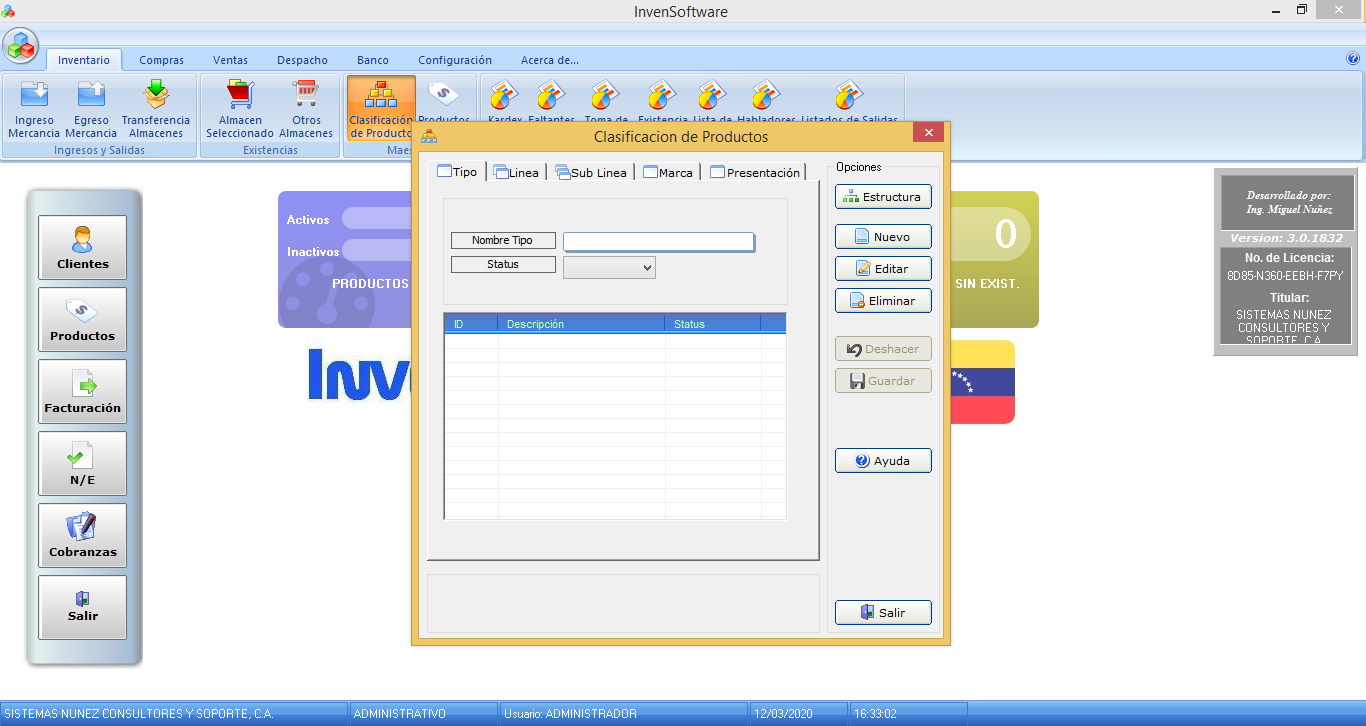 InvenSoftware
Inventario Compras Ventas Despacho Banco Configuración Acerca de...
Ingreso Mercancia
Egreso Mercancia
Transferencia Almacenes
Ingresos y Salidas
Almacen Seleccionado
Otros Almacenes
Existencias
Clasificación de Producto
Productos
Maes
Kardex Faltantes Toma de Existencia Lista de Habladores Listados de Salidas
Clientes
Productos
Facturación
N/E
Cobranzas
Salir
Activos
Inactivos
PRODUCTOS
Inv
0
SIN EXIST.
Clasificacion de Productos
Tipo Linea Sub Linea Marca Presentación
Nombre Tipo
Status
ID Descripción Status
Opciones
Estructura
Nuevo
Editar
Eliminar
Deshacer
Guardar
Ayuda
Salir
Desarrollado por:
Ing. Miguel Nuñez
Version: 3.0.1832
No. de Licencia:
8D85-N360-EEBH-F7PY
Titular:
SISTEMAS NUNEZ
CONSULTORES Y
SOPORTE, C.A.
SISTEMAS NUNEZ CONSULTORES Y SOPORTE, C.A. ADMINISTRATIVO Usuario: ADMINISTRADOR 12/03/2020 16:33:02